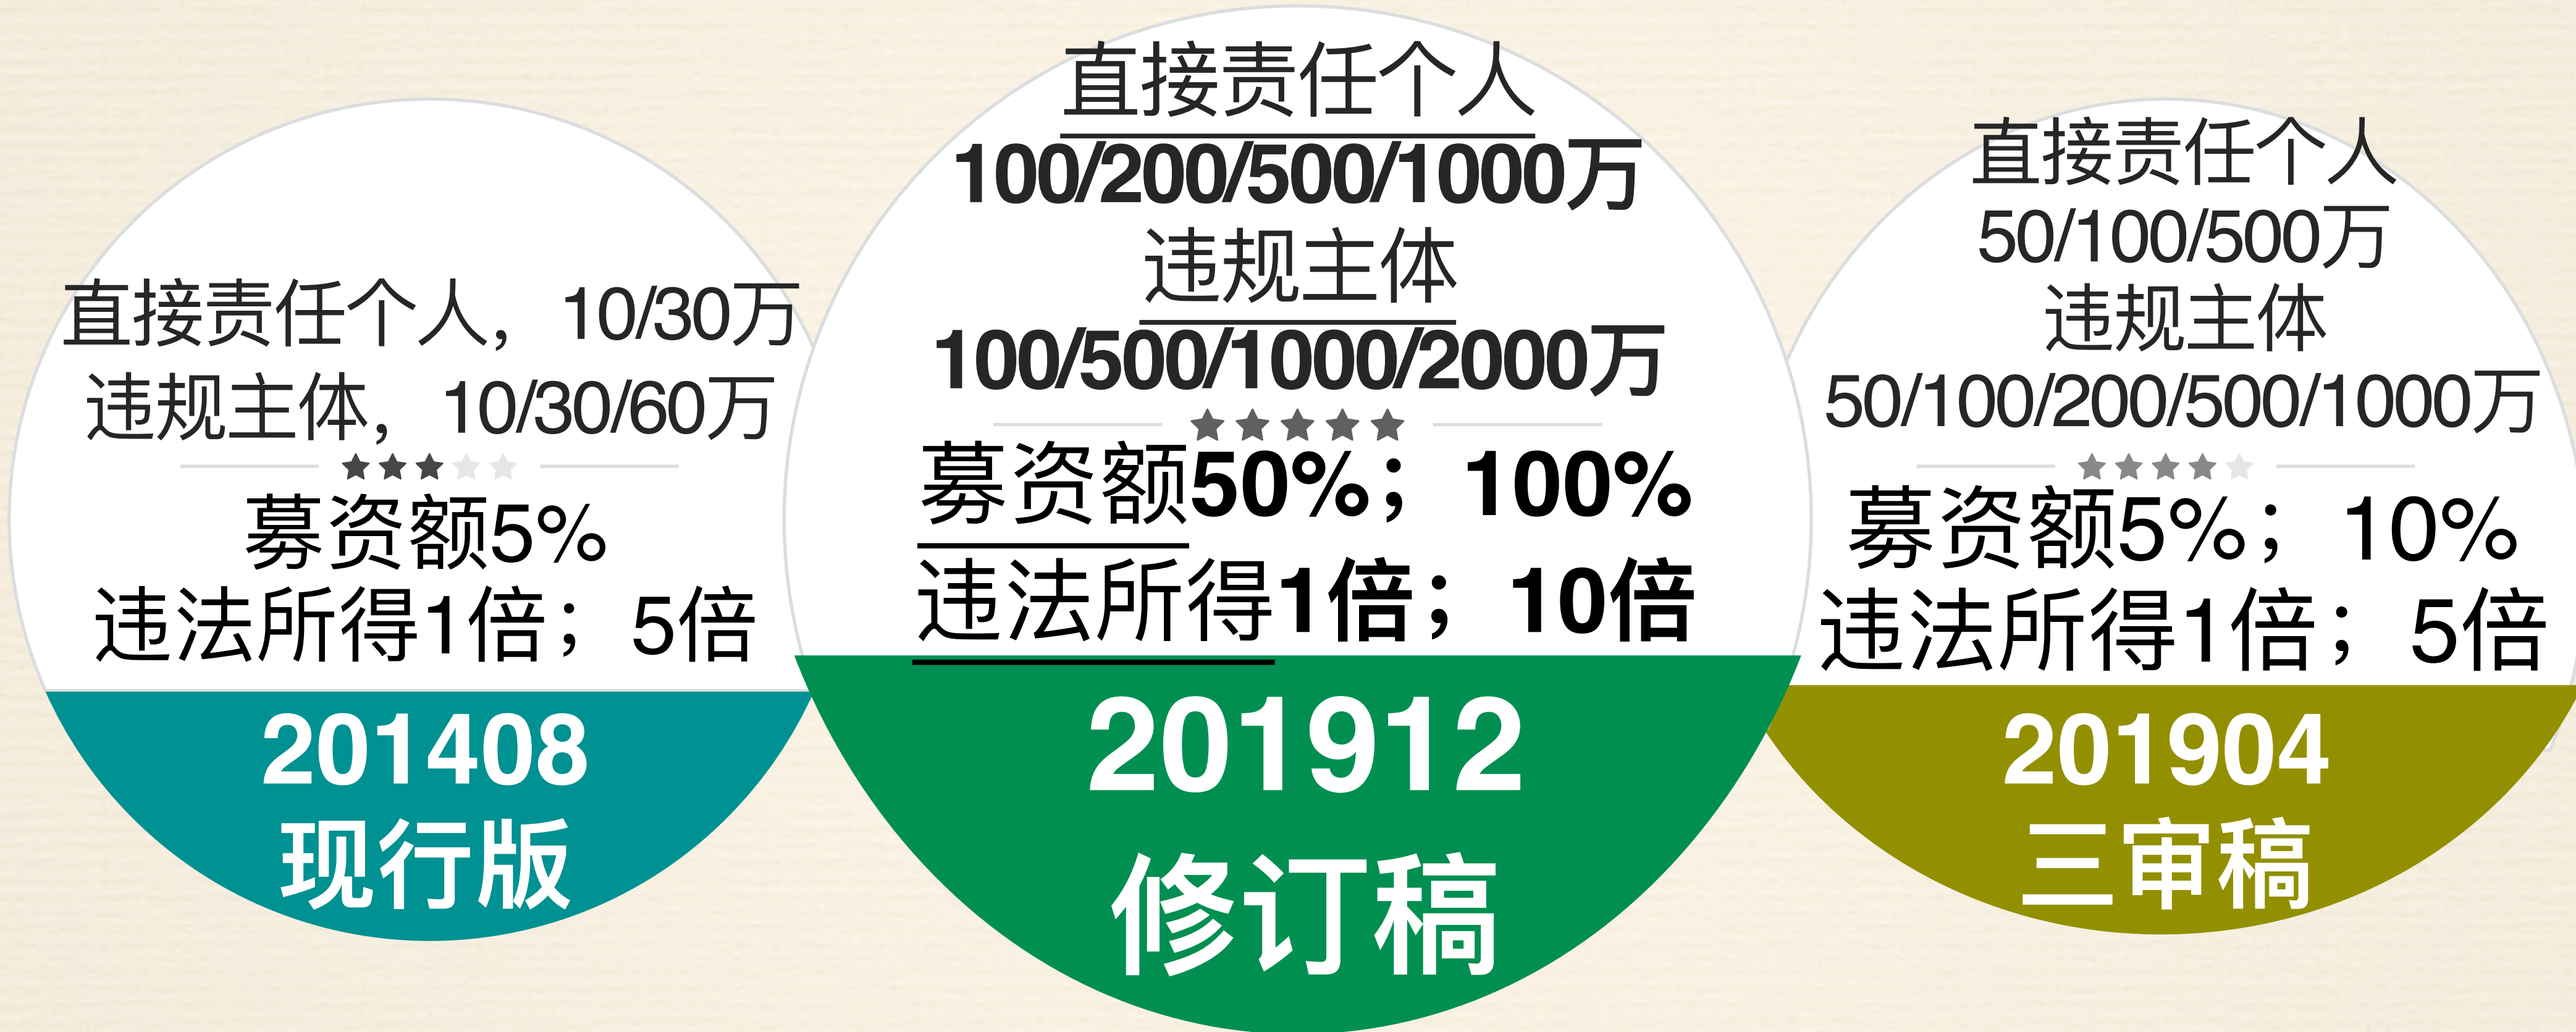 直接责任个人，10/30万
违规主体，10/30/60万
募资额5%
违法所得1倍；5倍
201408
现行版
直接责任个人
100/200/500/1000万
违规主体
100/500/1000/2000万
募资额50%；100%
违法所得1倍；10倍
201912
修订稿
直接责任个人
50/100/500万
违规主体
50/100/200/500/1000万
募资额5%；10%
违法所得1倍；5倍
201904
三审稿